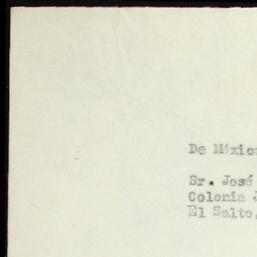 De México
Sr. José
Colonia J
El Salto,